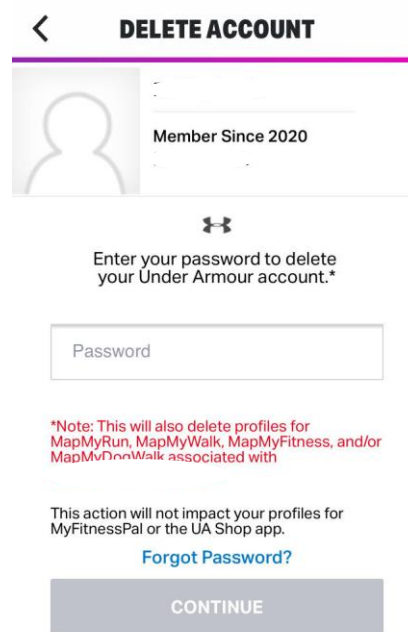 DELETE ACCOUNT
Member Since 2020
Enter your password to delete
your Under Armour account.*
Password
*Note: This will also delete profiles for
MapMyRun, MapMyWalk, MapMyFitness, and/or
MapMyDogWalk associated with
This action will not impact your profiles for
MyFitnessPal or the UA Shop app.
Forgot Password?
CONTINUE